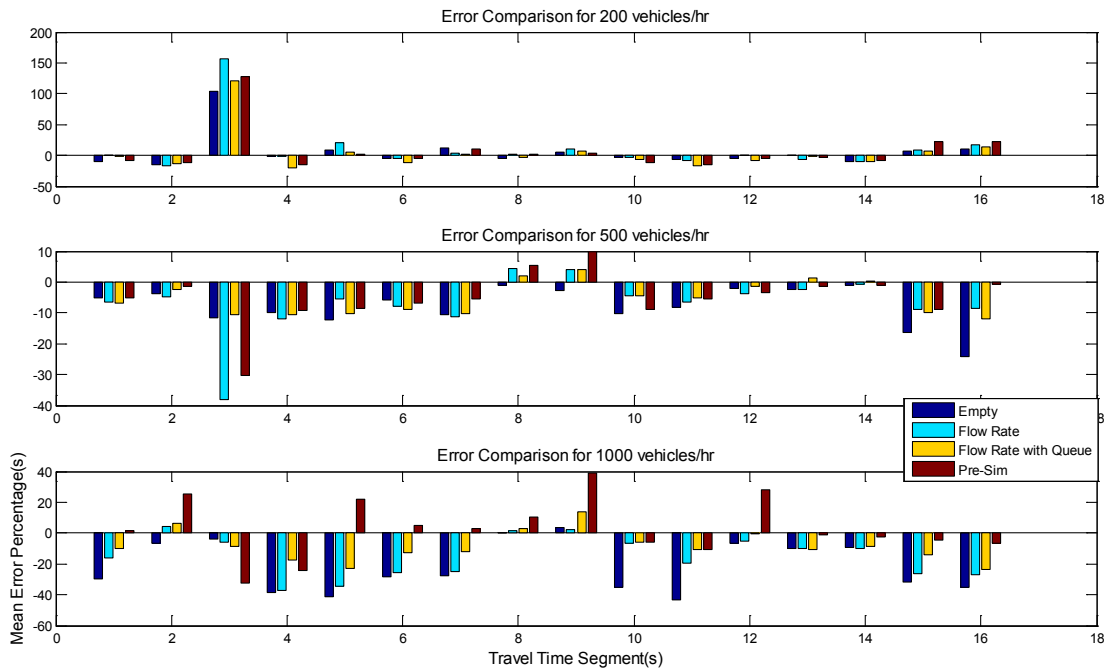 Error Comparison for 200 vehicles/hr
200
150
100
50
0
-50
0 2 4 6 8 10 12 14 16 18
Error Comparison for 500 vehicles/hr
10
0
-10
-20
-30
-40
0 2 4 6 8 10 12 14 16 18
Empty
Flow Rate
Flow Rate with Queue
Pre-Sim
Error Comparison for 1000 vehicles/hr
Mean Error Percentage(s)
40
20
0
-20
-40
-60
0 2 4 6 8 10 12 14 16 18
Travel Time Segment(s)